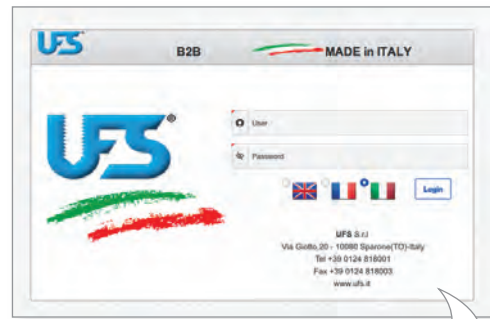 UFS
B2B
MADE in ITALY
UFS®
User
Password
Login
UFS S.r.l
Via Giotto,20 - 10080 Sparone(TO)-Italy
Tel +39 0124 818001
Fax +39 0124 818003
www.ufs.it